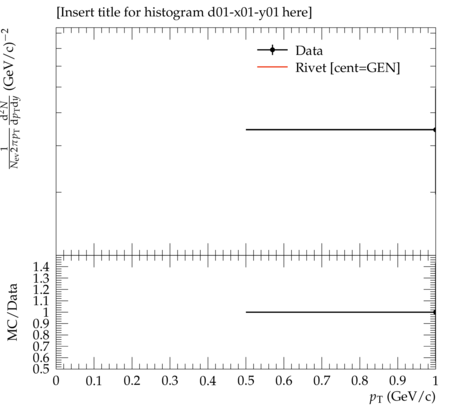 [Insert title for histogram d01-x01-y01 here]
1/N_ev 2πp_T d²N/dp_T dy (GeV/c)⁻²
Data
Rivet [cent=GEN]
MC/Data
1.4
1.3
1.2
1.1
1
0.9
0.8
0.7
0.6
0.5
0 0.1 0.2 0.3 0.4 0.5 0.6 0.7 0.8 0.9 1
p_T (GeV/c)